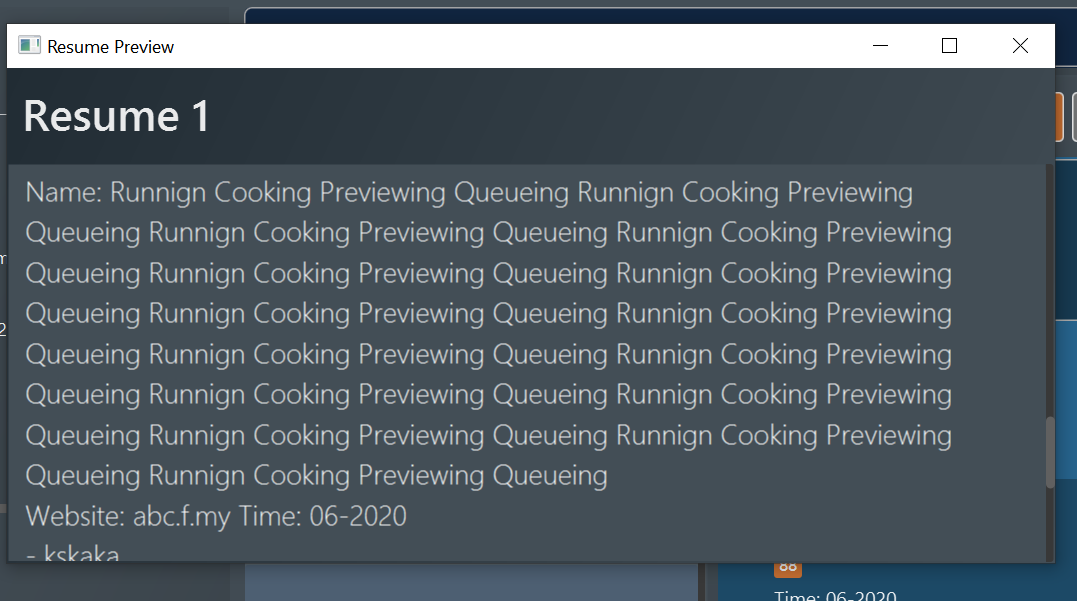 Resume Preview
Resume 1
Name: Runnign Cooking Previewing Queueing Runnign Cooking Previewing
Queueing Runnign Cooking Previewing Queueing Runnign Cooking Previewing
Queueing Runnign Cooking Previewing Queueing Runnign Cooking Previewing
Queueing Runnign Cooking Previewing Queueing Runnign Cooking Previewing
Queueing Runnign Cooking Previewing Queueing Runnign Cooking Previewing
Queueing Runnign Cooking Previewing Queueing Runnign Cooking Previewing
Queueing Runnign Cooking Previewing Queueing Runnign Cooking Previewing
Queueing Runnign Cooking Previewing Queueing
Website: abc.f.my Time: 06-2020
- kskaka
m
2
88
Time: 06-2020